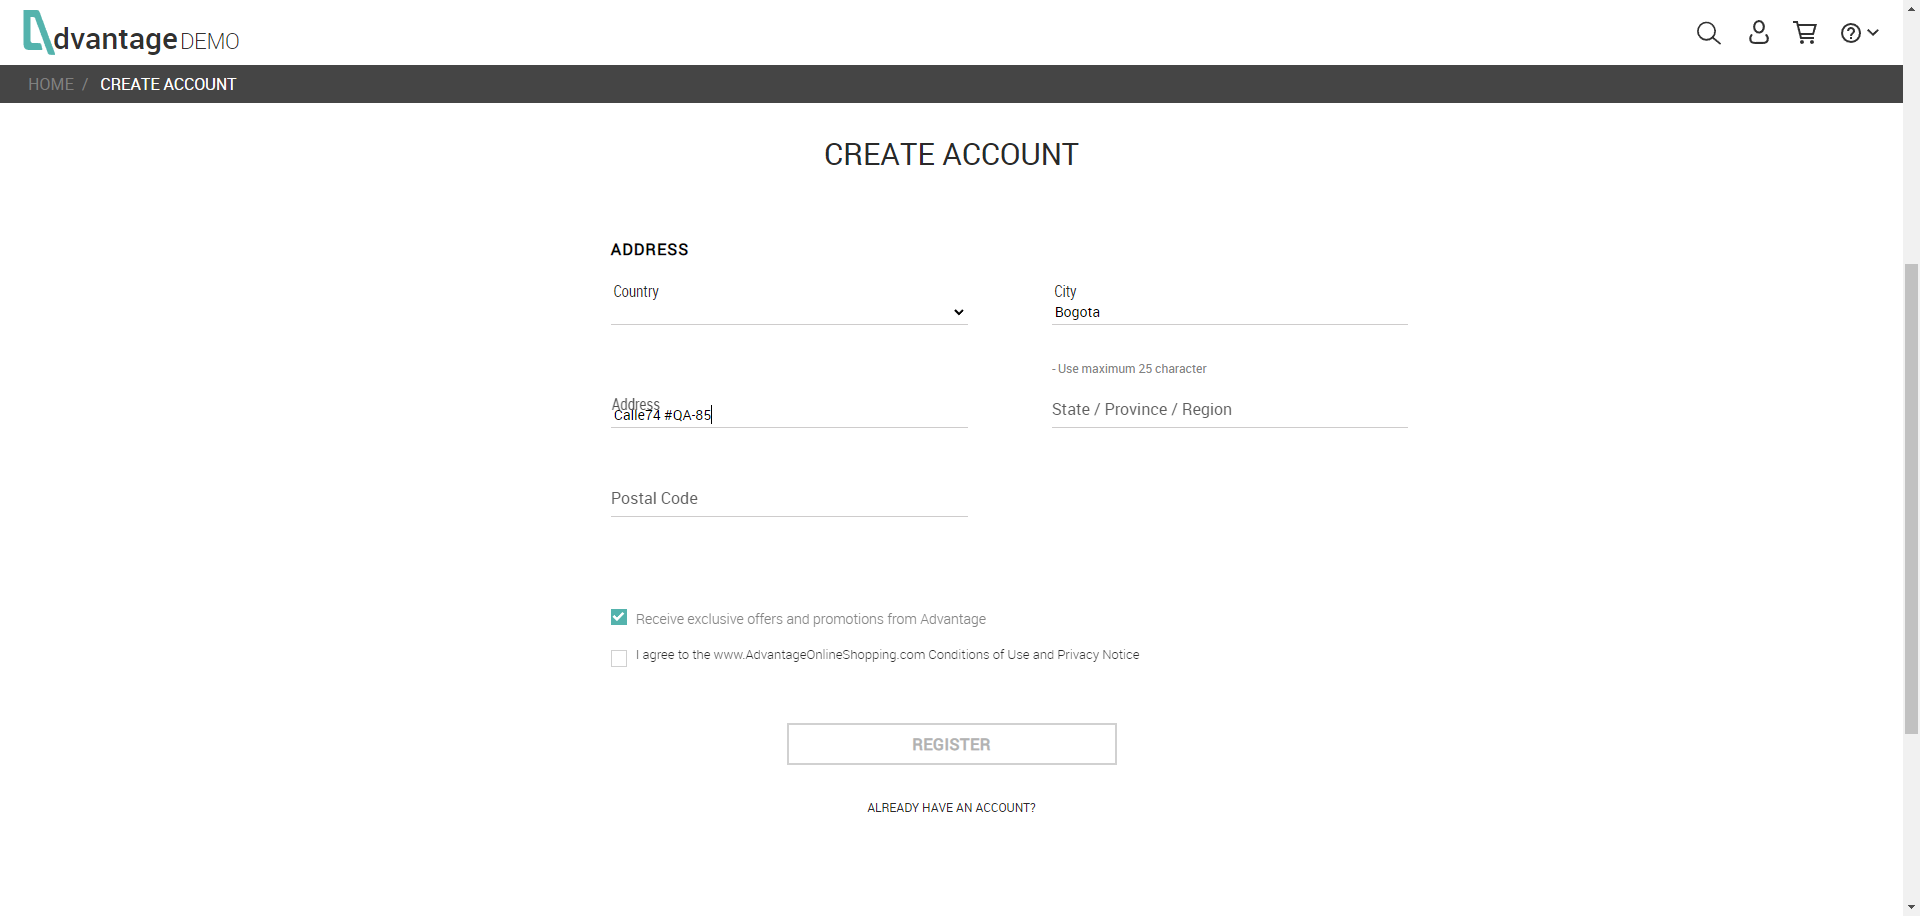 dvantage DEMO
HOME / CREATE ACCOUNT
CREATE ACCOUNT
ADDRESS
Country
City
Bogota
- Use maximum 25 character
Address
Calle74 #QA-85
State / Province / Region
Postal Code
Receive exclusive offers and promotions from Advantage
I agree to the www.AdvantageOnlineShopping.com Conditions of Use and Privacy Notice
REGISTER
ALREADY HAVE AN ACCOUNT?